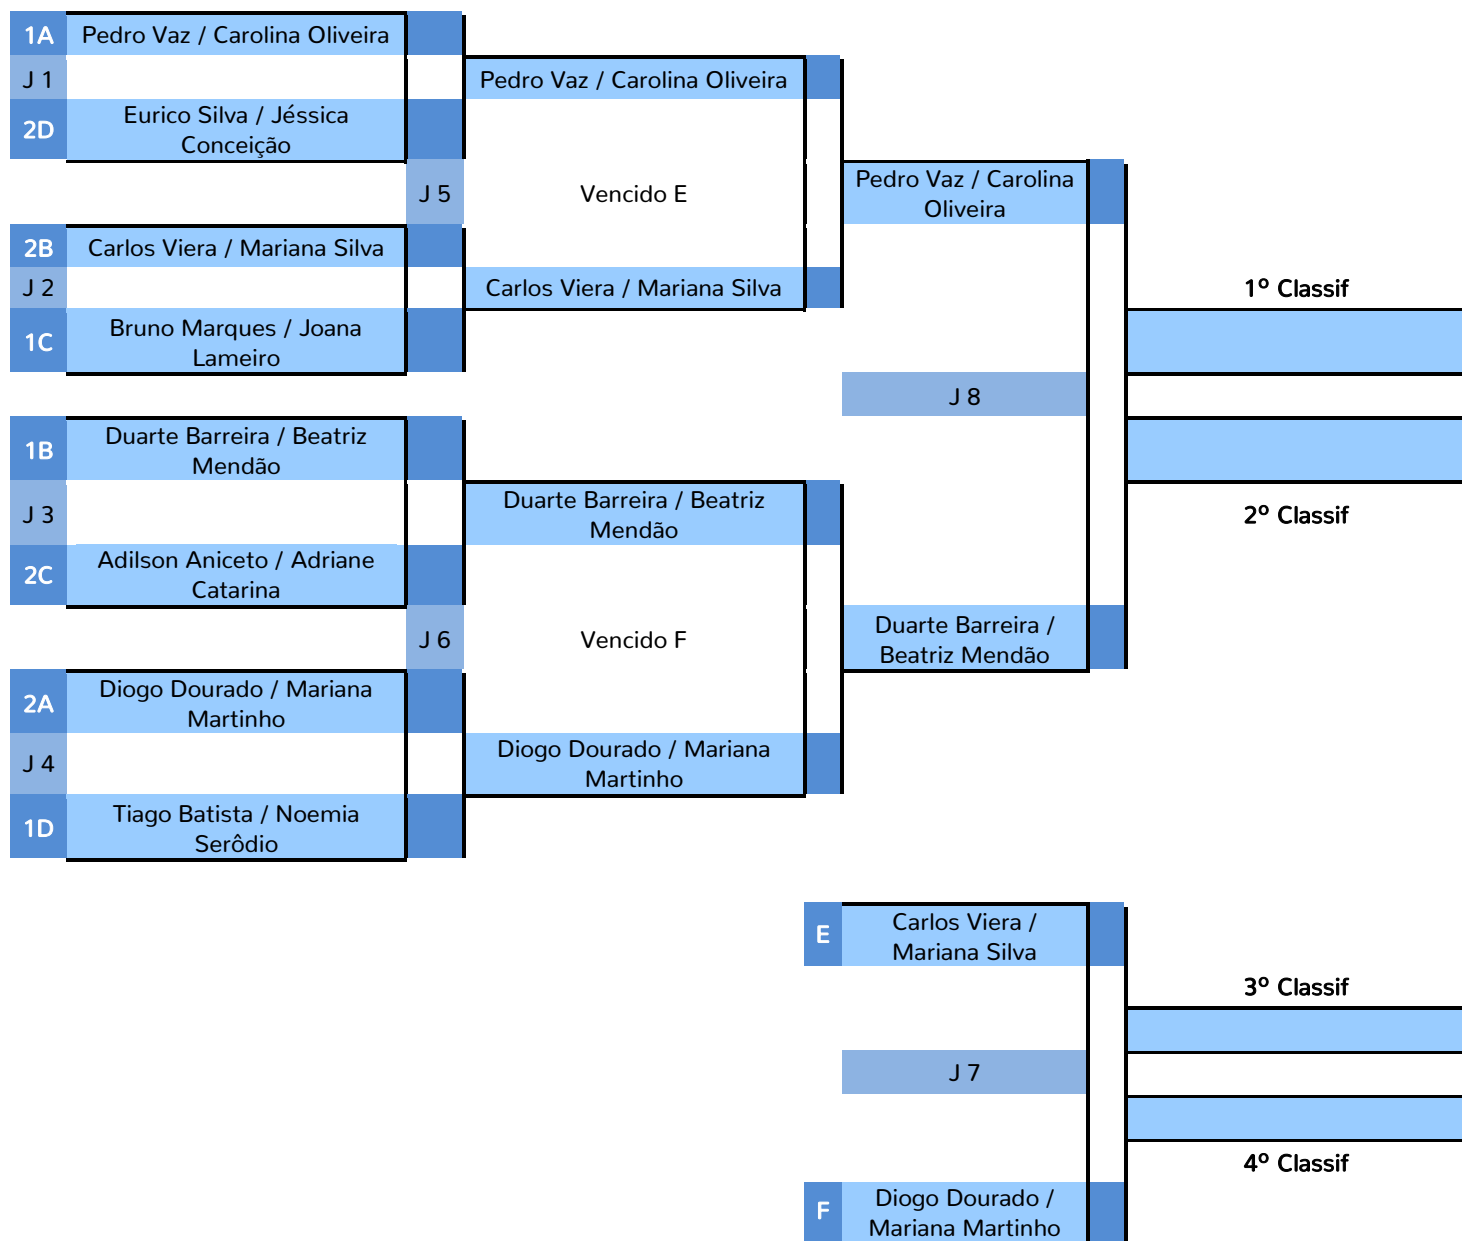 1A
Pedro Vaz / Carolina Oliveira
J 1
Pedro Vaz / Carolina Oliveira
2D
Eurico Silva / Jéssica
Conceição
J 5
Vencido E
Pedro Vaz / Carolina
Oliveira
2B
Carlos Viera / Mariana Silva
J 2
Carlos Viera / Mariana Silva
1º Classif
1C
Bruno Marques / Joana
Lameiro
J 8
1B
Duarte Barreira / Beatriz
Mendão
J 3
Duarte Barreira / Beatriz
Mendão
2º Classif
2C
Adilson Aniceto / Adriane
Catarina
J 6
Vencido F
Duarte Barreira /
Beatriz Mendão
2A
Diogo Dourado / Mariana
Martinho
J 4
Diogo Dourado / Mariana
Martinho
1D
Tiago Batista / Noemia
Serôdio
E
Carlos Viera /
Mariana Silva
3º Classif
J 7
4º Classif
F
Diogo Dourado /
Mariana Martinho